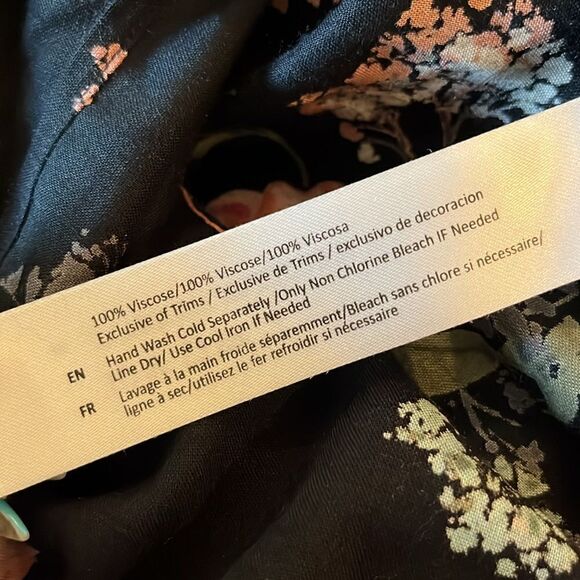 100% Viscose/100% Viscose/100% Viscosa
Exclusive of Trims / Exclusive de Trims / exclusivo de decoracion
EN Hand Wash Cold Separately /Only Non Chlorine Bleach IF Needed
Line Dry/ Use Cool Iron If Needed
FR Lavage à la main froide séparemment/Bleach sans chlore si nécessaire/
ligne à sec/utilisez le fer refroidir si nécessaire